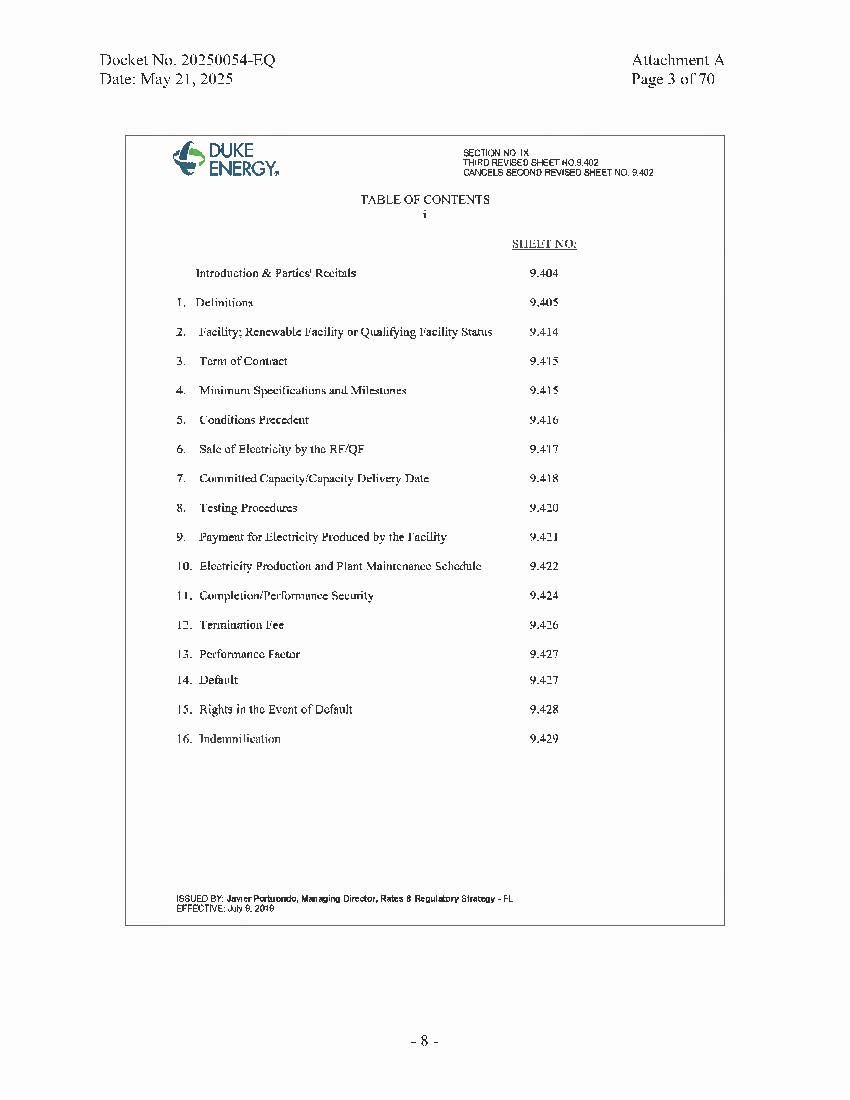 Docket No. 20250054-EQ Attachment A
Date: May 21, 2025 Page 3 of 70
DUKE ENERGY®
SECTION NO. IX
THIRD REVISED SHEET NO.9.402
CANCELS SECOND REVISED SHEET NO. 9.402
TABLE OF CONTENTS
i
SHEET NO:
Introduction & Parties' Recitals 9.404
1. Definitions 9.405
2. Facility; Renewable Facility or Qualifying Facility Status 9.414
3. Term of Contract 9.415
4. Minimum Specifications and Milestones 9.415
5. Conditions Precedent 9.416
6. Sale of Electricity by the RF/QF 9.417
7. Committed Capacity/Capacity Delivery Date 9.418
8. Testing Procedures 9.420
9. Payment for Electricity Produced by the Facility 9.421
10. Electricity Production and Plant Maintenance Schedule 9.422
11. Completion/Performance Security 9.424
12. Termination Fee 9.426
13. Performance Factor 9.427
14. Default 9.427
15. Rights in the Event of Default 9.428
16. Indemnification 9.429
ISSUED BY: Javier Portuondo, Managing Director, Rates & Regulatory Strategy - FL
EFFECTIVE: July 9, 2019
- 8 -